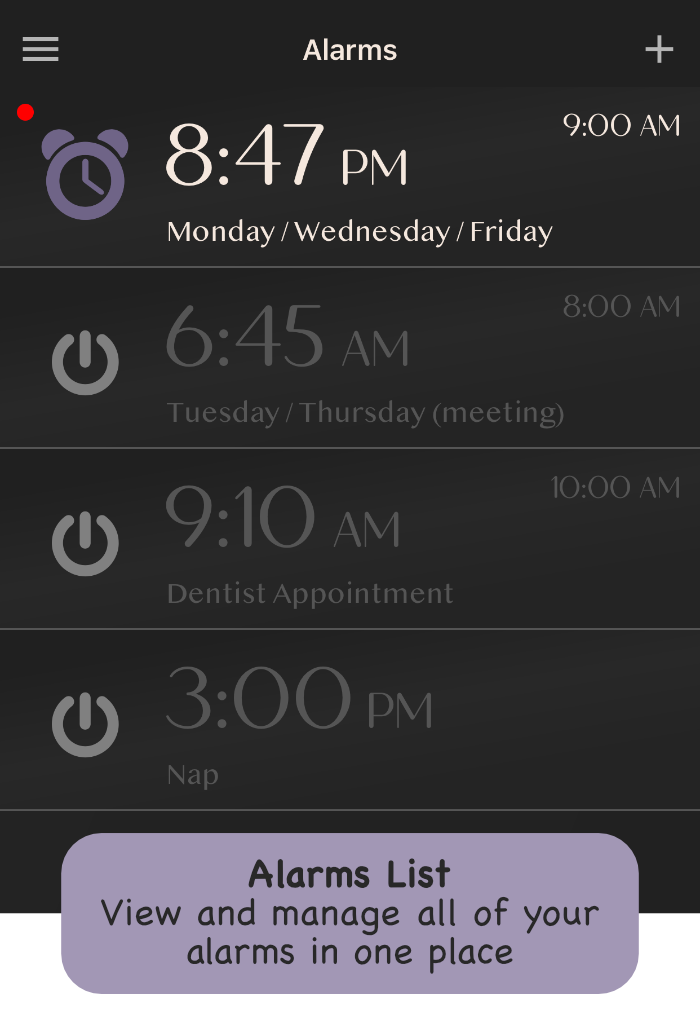 Alarms
8:47 PM
9:00 AM
Monday / Wednesday / Friday
6:45 AM
8:00 AM
Tuesday / Thursday (meeting)
9:10 AM
10:00 AM
Dentist Appointment
3:00 PM
Nap
Alarms List
View and manage all of your
alarms in one place